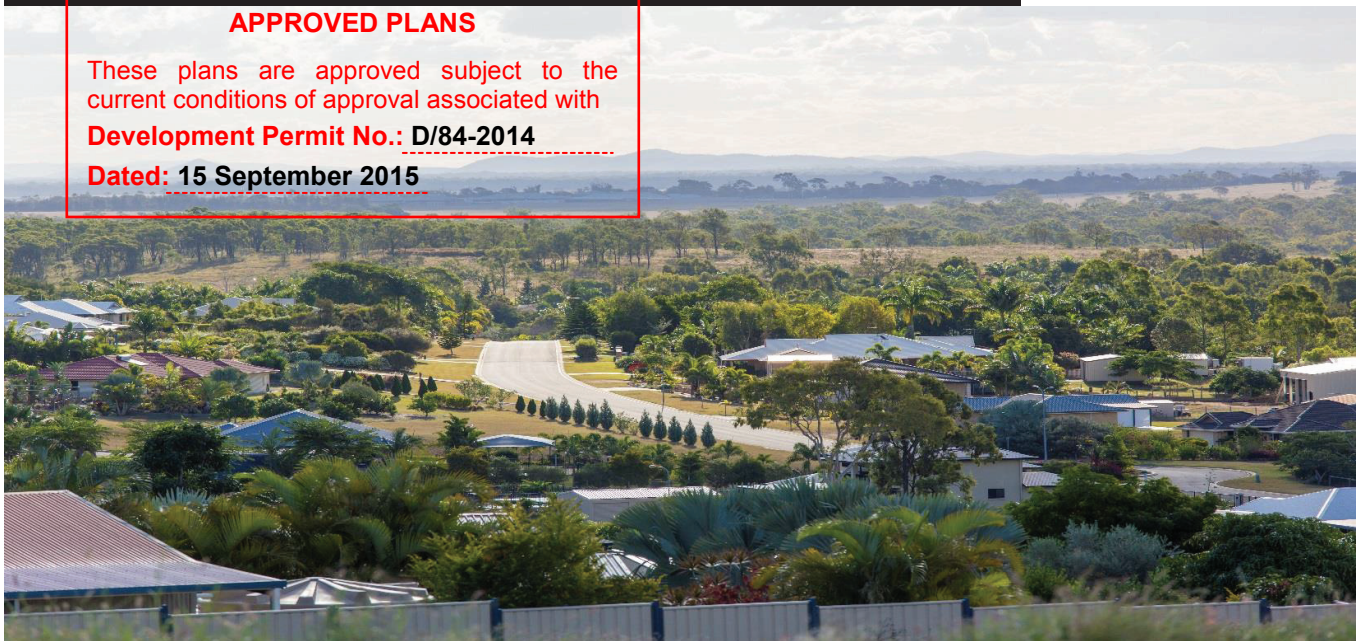 APPROVED PLANS
These plans are approved subject to the
current conditions of approval associated with
Development Permit No.: D/84-2014
Dated: 15 September 2015